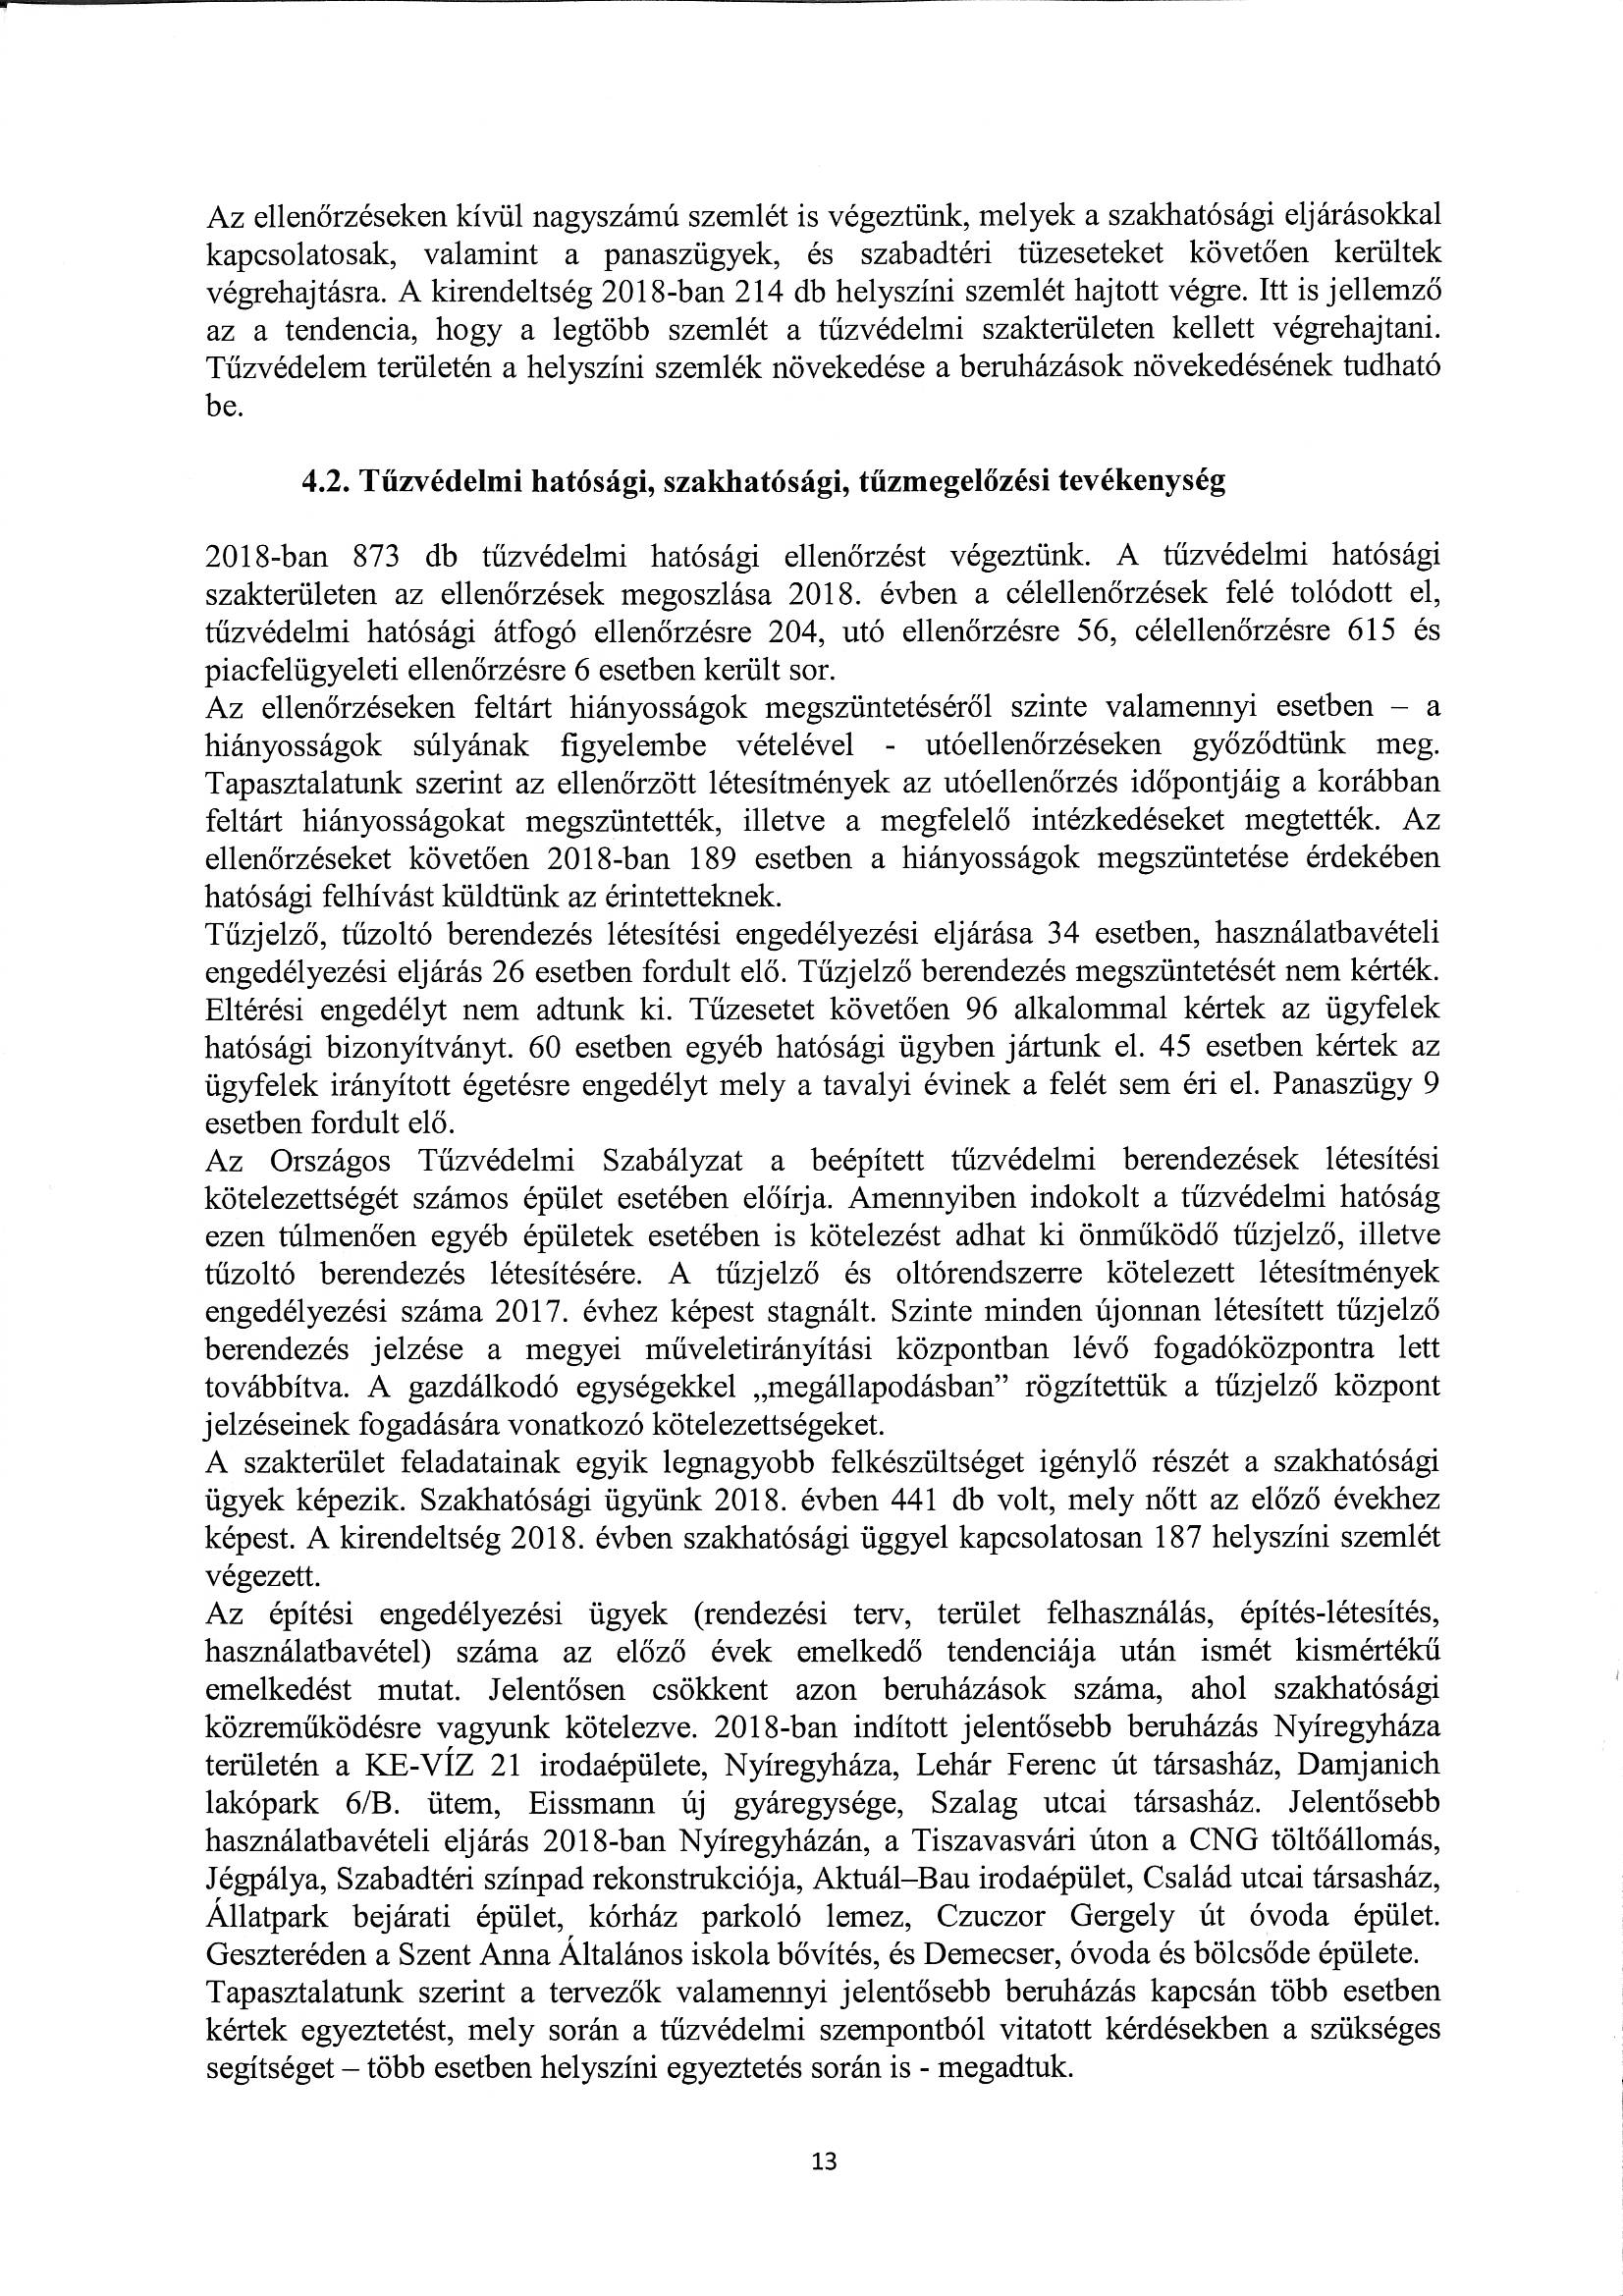 Az ellenőrzéseken kívül nagyszámú szemlét is végeztünk, melyek a szakhatósági eljárásokkal
kapcsolatosak, valamint a panaszügyek, és szabadtéri tüzeseteket követően kerültek
végrehajtásra. A kirendeltség 2018-ban 214 db helyszíni szemlét hajtott végre. Itt is jellemző
az a tendencia, hogy a legtöbb szemlét a tűzvédelmi szakterületen kellett végrehajtani.
Tűzvédelem területén a helyszíni szemlék növekedése a beruházások növekedésének tudható
be.
4.2. Tűzvédelmi hatósági, szakhatósági, tűzmegelőzési tevékenység
2018-ban 873 db tűzvédelmi hatósági ellenőrzést végeztünk. A tűzvédelmi hatósági
szakterületen az ellenőrzések megoszlása 2018. évben a célellenőrzések felé tolódott el,
tűzvédelmi hatósági átfogó ellenőrzésre 204, utó ellenőrzésre 56, célellenőrzésre 615 és
piacfelügyeleti ellenőrzésre 6 esetben került sor.
Az ellenőrzéseken feltárt hiányosságok megszüntetéséről szinte valamennyi esetben – a
hiányosságok súlyának figyelembe vételével - utóellenőrzéseken győződtünk meg.
Tapasztalatunk szerint az ellenőrzött létesítmények az utóellenőrzés időpontjáig a korábban
feltárt hiányosságokat megszüntették, illetve a megfelelő intézkedéseket megtették. Az
ellenőrzéseket követően 2018-ban 189 esetben a hiányosságok megszüntetése érdekében
hatósági felhívást küldtünk az érintetteknek.
Tűzjelző, tűzoltó berendezés létesítési engedélyezési eljárása 34 esetben, használatbavételi
engedélyezési eljárás 26 esetben fordult elő. Tűzjelző berendezés megszüntetését nem kérték.
Eltérési engedélyt nem adtunk ki. Tűzesetet követően 96 alkalommal kértek az ügyfelek
hatósági bizonyítványt. 60 esetben egyéb hatósági ügyben jártunk el. 45 esetben kértek az
ügyfelek irányított égetésre engedélyt mely a tavalyi évinek a felét sem éri el. Panaszügy 9
esetben fordult elő.
Az Országos Tűzvédelmi Szabályzat a beépített tűzvédelmi berendezések létesítési
kötelezettségét számos épület esetében előírja. Amennyiben indokolt a tűzvédelmi hatóság
ezen túlmenően egyéb épületek esetében is kötelezést adhat ki önműködő tűzjelző, illetve
tűzoltó berendezés létesítésére. A tűzjelző és oltórendszerre kötelezett létesítmények
engedélyezési száma 2017. évhez képest stagnált. Szinte minden újonnan létesített tűzjelző
berendezés jelzése a megyei műveletirányítási központban lévő fogadóközpontra lett
továbbítva. A gazdálkodó egységekkel „megállapodásban” rögzítettük a tűzjelző központ
jelzéseinek fogadására vonatkozó kötelezettségeket.
A szakterület feladatainak egyik legnagyobb felkészültséget igénylő részét a szakhatósági
ügyek képezik. Szakhatósági ügyünk 2018. évben 441 db volt, mely nőtt az előző évekhez
képest. A kirendeltség 2018. évben szakhatósági üggyel kapcsolatosan 187 helyszíni szemlét
végezett.
Az építési engedélyezési ügyek (rendezési terv, terület felhasználás, építés-létesítés,
használatbavétel) száma az előző évek emelkedő tendenciája után ismét kismértékű
emelkedést mutat. Jelentősen csökkent azon beruházások száma, ahol szakhatósági
közreműködésre vagyunk kötelezve. 2018-ban indított jelentősebb beruházás Nyíregyháza
területén a KE-VÍZ 21 irodaépülete, Nyíregyháza, Lehár Ferenc út társasház, Damjanich
lakópark 6/B. ütem, Eissmann új gyáregysége, Szalag utcai társasház. Jelentősebb
használatbavételi eljárás 2018-ban Nyíregyházán, a Tiszavasvári úton a CNG töltőállomás,
Jégpálya, Szabadtéri színpad rekonstrukciója, Aktuál–Bau irodaépület, Család utcai társasház,
Állatpark bejárati épület, kórház parkoló lemez, Czuczor Gergely út óvoda épület.
Geszteréden a Szent Anna Általános iskola bővítés, és Demecser, óvoda és bölcsőde épülete.
Tapasztalatunk szerint a tervezők valamennyi jelentősebb beruházás kapcsán több esetben
kértek egyeztetést, mely során a tűzvédelmi szempontból vitatott kérdésekben a szükséges
segítséget – több esetben helyszíni egyeztetés során is - megadtuk.
13